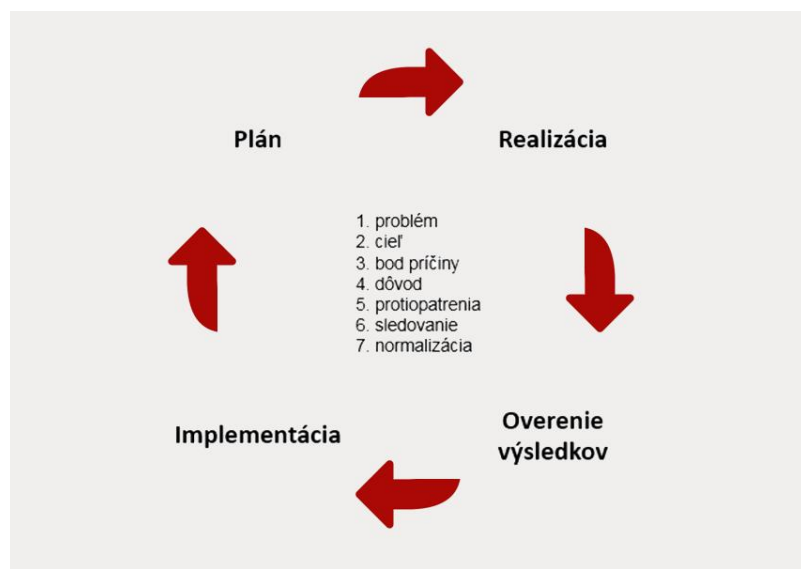 Plán
Realizácia
1. problém
2. cieľ
3. bod príčiny
4. dôvod
5. protiopatrenia
6. sledovanie
7. normalizácia
Implementácia
Overenie
výsledkov